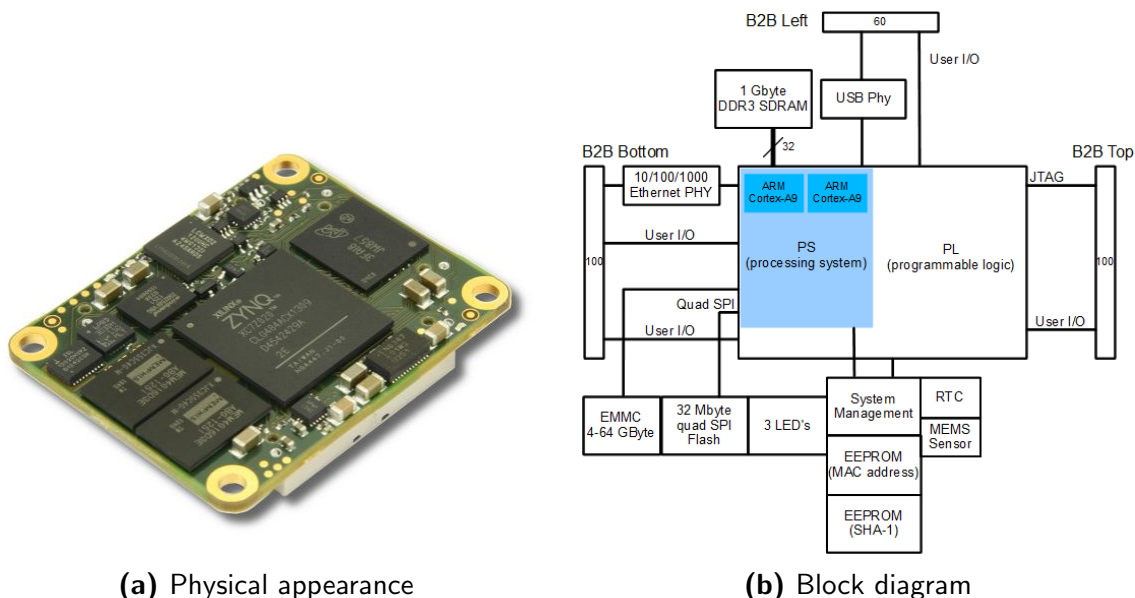 XILINX
ZYNQ
XC7Z020
TAIWAN
B2B Left
60
User I/O
1 Gbyte
DDR3 SDRAM
USB Phy
32
B2B Bottom
B2B Top
10/100/1000
Ethernet PHY
ARM
Cortex-A9
ARM
Cortex-A9
JTAG
User I/O
PS
(processing system)
PL
(programmable logic)
100
100
Quad SPI
User I/O
User I/O
EMMC
4-64 GByte
32 Mbyte
quad SPI
Flash
3 LED's
System
Management
RTC
MEMS
Sensor
EEPROM
(MAC address)
EEPROM
(SHA-1)
(a) Physical appearance
(b) Block diagram